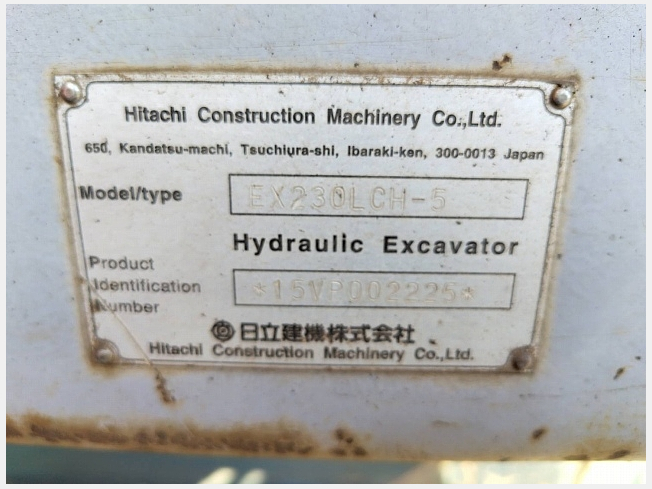 Hitachi Construction Machinery Co.,Ltd.
650, Kandatsu-machi, Tsuchiura-shi, Ibaraki-ken, 300-0013 Japan
Model/type EX230LCH-5
Hydraulic Excavator
Product
Identification
Number
*15VP002225*
日立建機株式会社
Hitachi Construction Machinery Co.,Ltd.